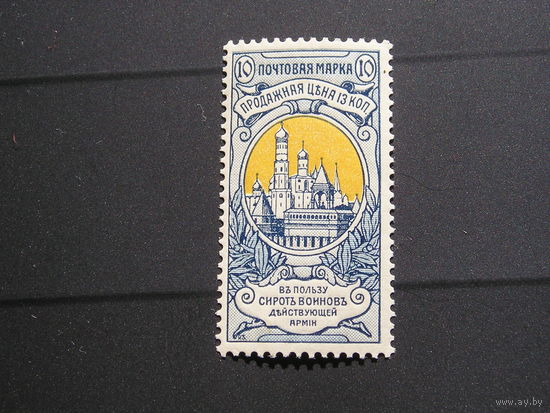 10 ПОЧТОВАЯ МАРКА 10
ПРОДАЖНАЯ ЦѢНА 13 КОП.
ВЪ ПОЛЬЗУ
СИРОТЪ ВОИНОВЪ
ДѢЙСТВУЮЩЕЙ
АРМІИ
www.ay.by